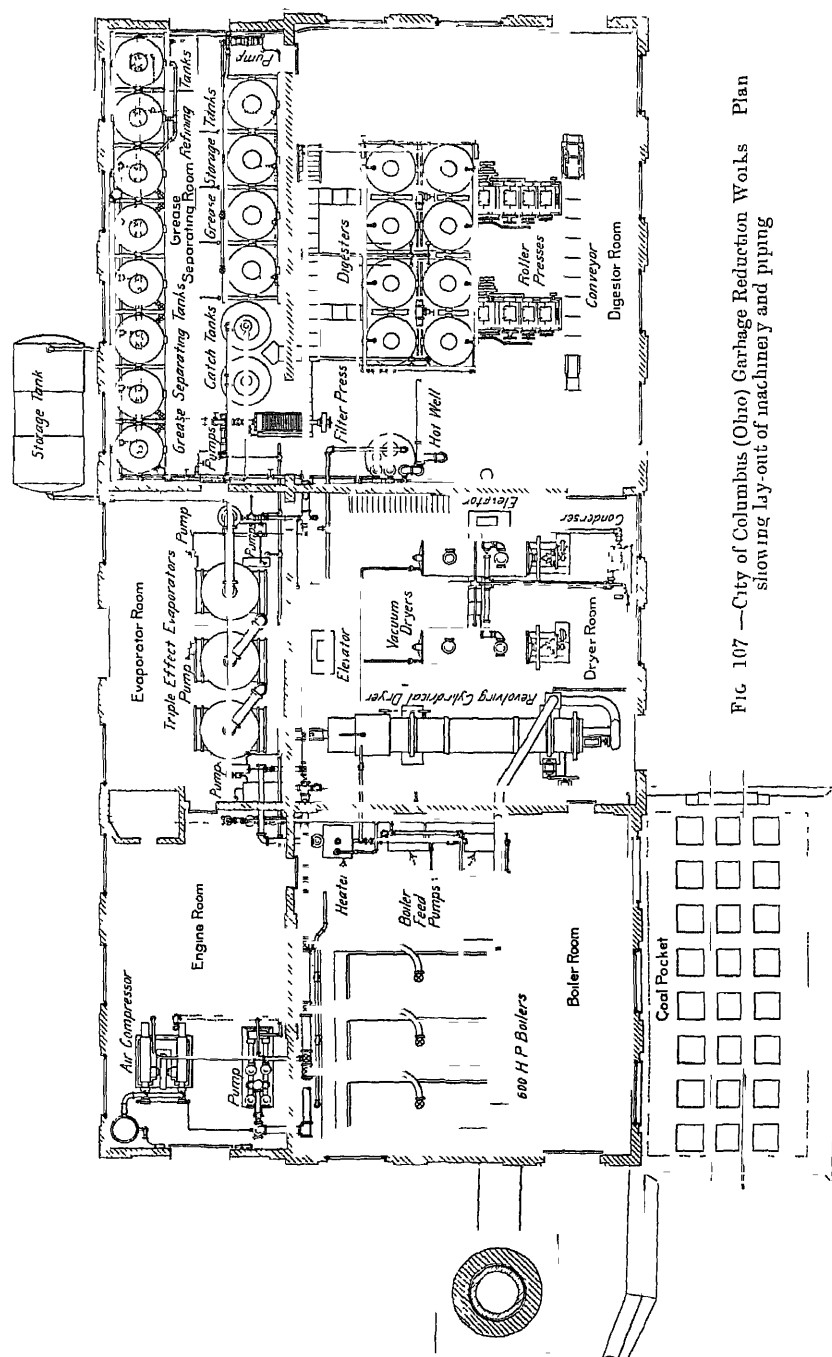 Storage Tank
Tanks
Refining
Grease
Separating Room
Grease Separating Tanks
Pump
Tanks
Storage
Grease
Catch Tanks
Pumps
Filter Press
Digesters
Roller
Presses
Conveyor
Digestor Room
Hot Well
Evaporator Room
Triple Effect Evaporators
Pump
Pump
Pump
Pump
Elevator
Elevator
Condenser
Vacuum
Dryers
Dryer Room
Revolving Cylindrical Dryer
Engine Room
Air Compressor
Pump
Heater
Boiler
Feed
Pumps
600 H P Boilers
Boiler Room
Coal Pocket
FIG 107 —City of Columbus (Ohio) Garbage Reduction Works Plan
showing lay-out of machinery and piping